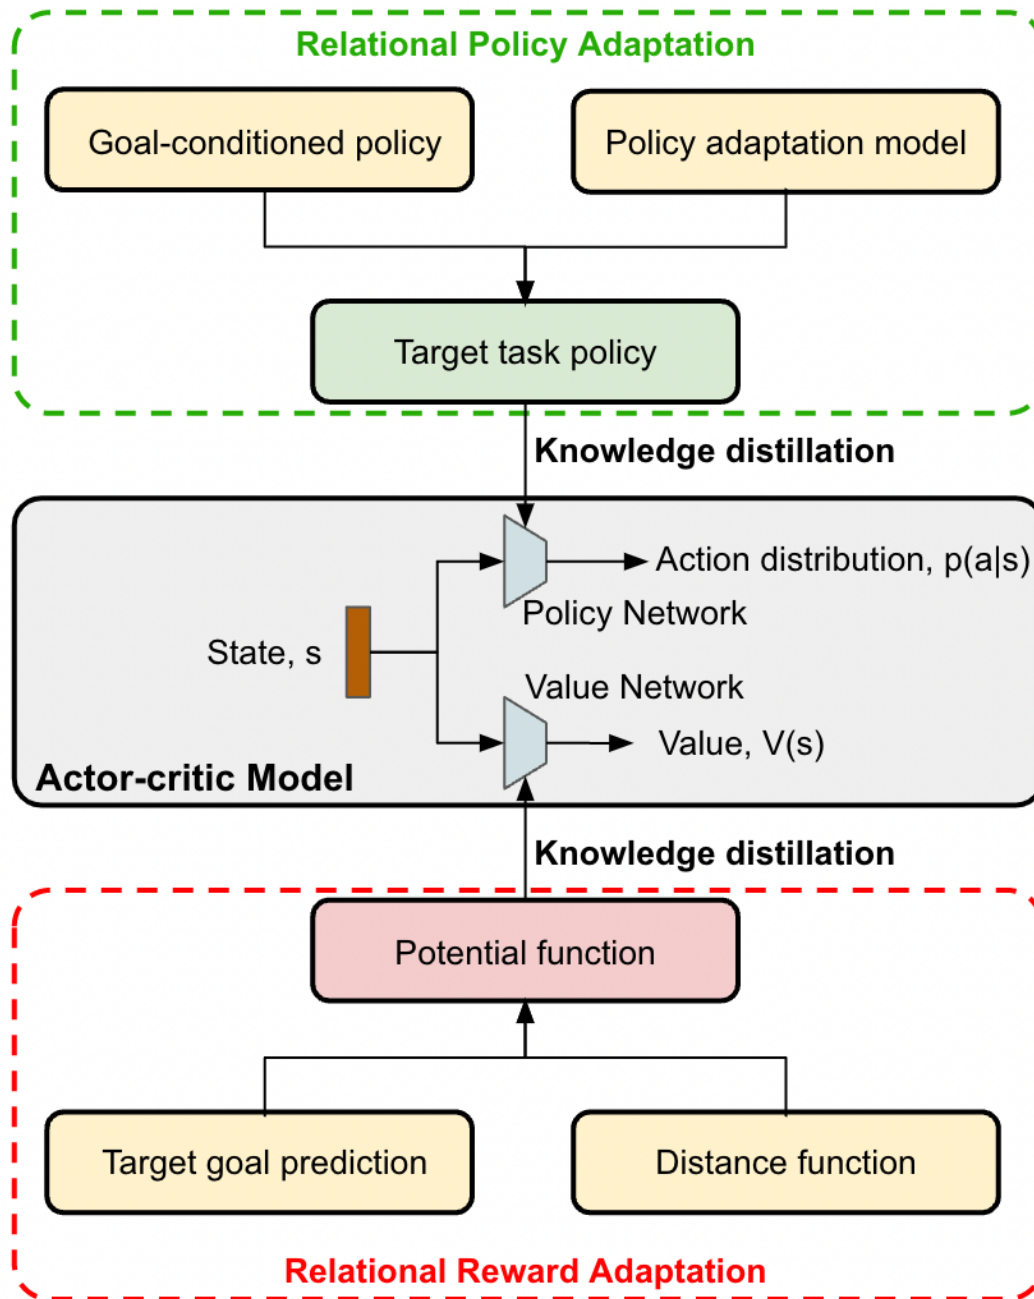 Relational Policy Adaptation
Goal-conditioned policy
Policy adaptation model
Target task policy
Knowledge distillation
Action distribution, p(a|s)
Policy Network
State, s
Value Network
Value, V(s)
Actor-critic Model
Knowledge distillation
Potential function
Target goal prediction
Distance function
Relational Reward Adaptation